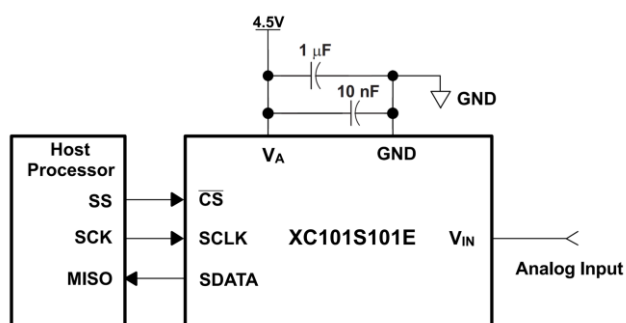 4.5V
1 μF
10 nF
GND
Host
Processor
VA
GND
SS
CS
SCK
SCLK
XC101S101E
VIN
MISO
SDATA
Analog Input